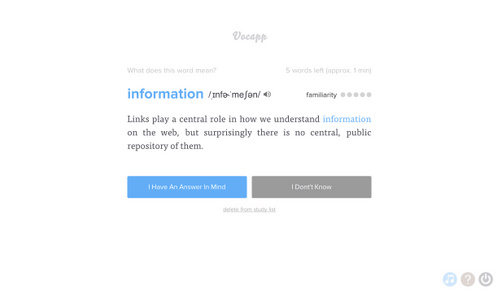 Vocapp
What does this word mean?
5 words left (approx. 1 min)
information /ˌɪnfɚˈmeʃən/
familiarity
Links play a central role in how we understand information
on the web, but surprisingly there is no central, public
repository of them.
I Have An Answer In Mind
I Dont't Know
delete from study list
?